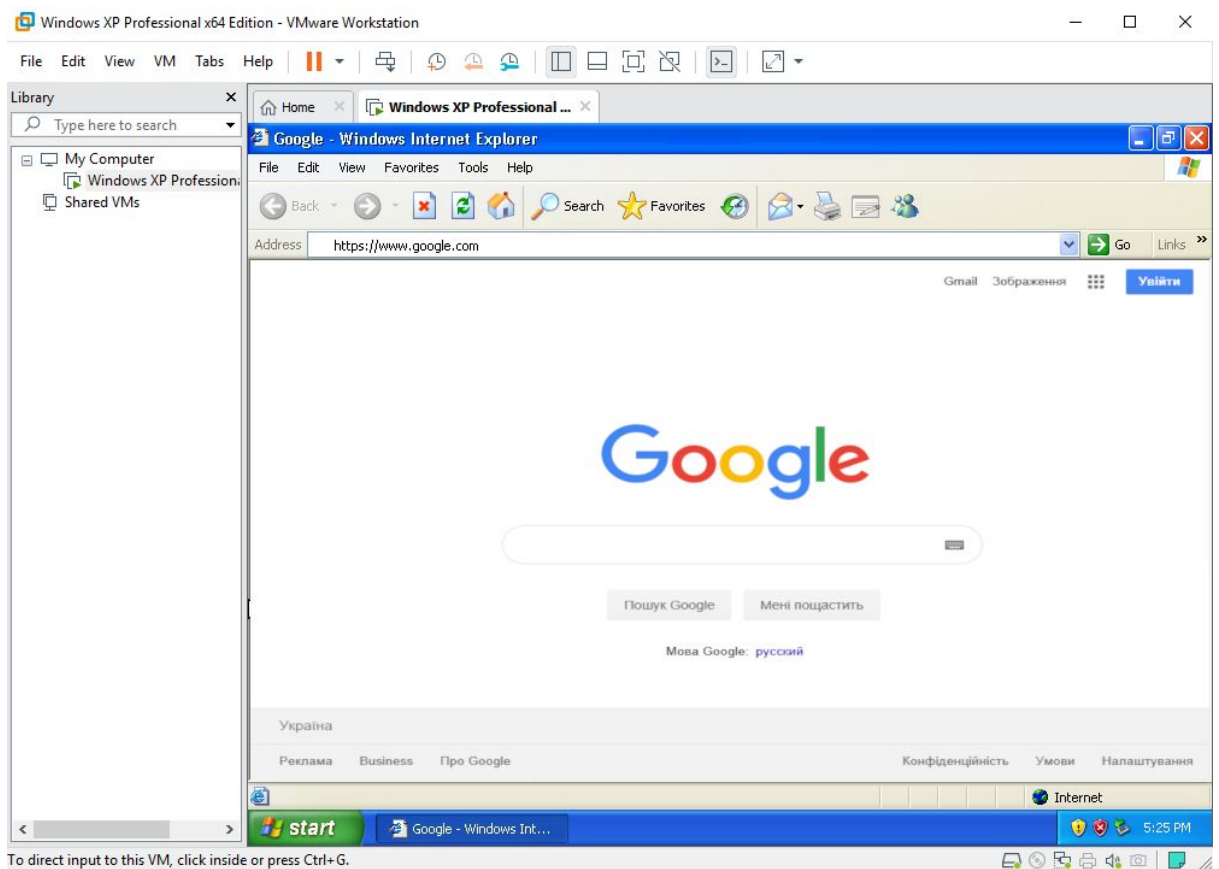 Windows XP Professional x64 Edition - VMware Workstation
File Edit View VM Tabs Help
Library
Type here to search
My Computer
Windows XP Profession
Shared VMs
Home
Windows XP Professional ...
Google - Windows Internet Explorer
File Edit View Favorites Tools Help
Back Search Favorites
Address https://www.google.com Go Links »
Gmail Зображення Увійти
Google
Пошук Google Мені пощастить
Мова Google: русский
Україна
Реклама Business Про Google Конфіденційність Умови Налаштування
Internet
start Google - Windows Int... 5:25 PM
To direct input to this VM, click inside or press Ctrl+G.